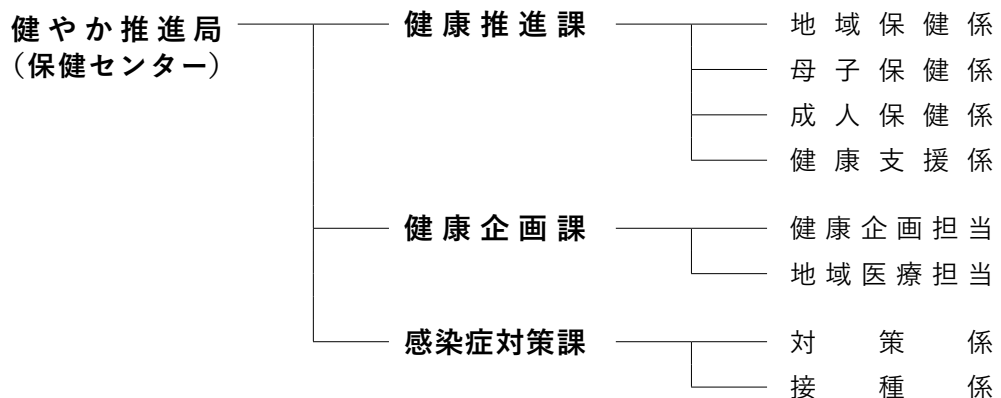 健やか推進局
（保健センター）
健康推進課
地域保健係
母子保健係
成人保健係
健康支援係
健康企画課
健康企画担当
地域医療担当
感染症対策課
対策係
接種係